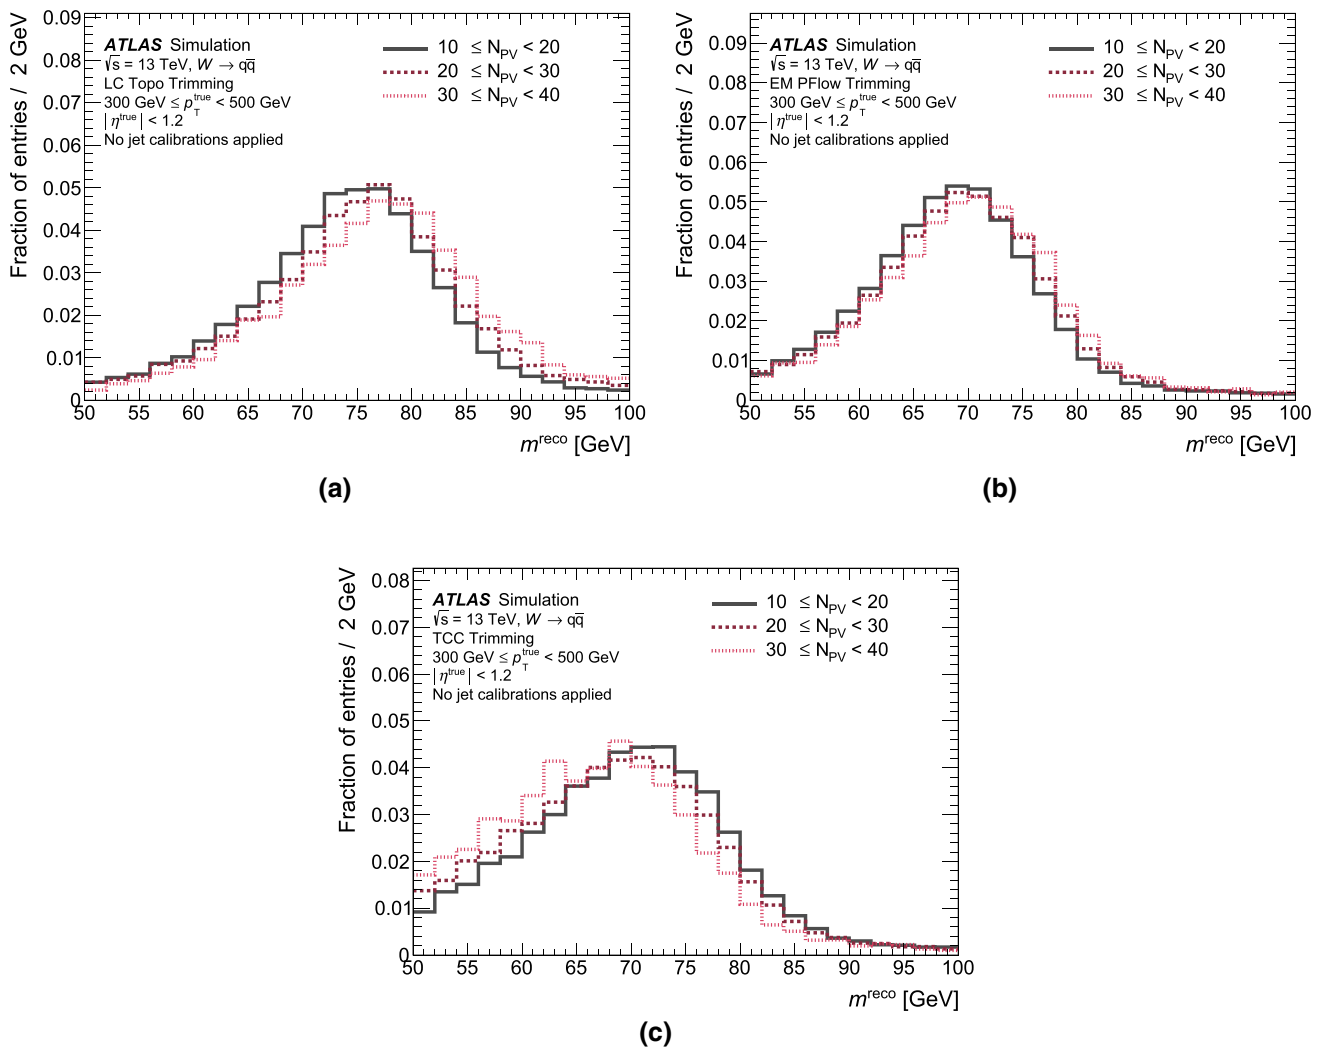 Fraction of entries / 2 GeV
0.09
0.08
0.07
0.06
0.05
0.04
0.03
0.02
0.01
0
ATLAS Simulation
√s = 13 TeV, W → qq̅
LC Topo Trimming
300 GeV ≤ p_T^true < 500 GeV
|η^true| < 1.2
No jet calibrations applied
10 ≤ N_PV < 20
20 ≤ N_PV < 30
30 ≤ N_PV < 40
50 55 60 65 70 75 80 85 90 95 100
m^reco [GeV]
(a)
Fraction of entries / 2 GeV
0.09
0.08
0.07
0.06
0.05
0.04
0.03
0.02
0.01
0
ATLAS Simulation
√s = 13 TeV, W → qq̅
EM PFlow Trimming
300 GeV ≤ p_T^true < 500 GeV
|η^true| < 1.2
No jet calibrations applied
10 ≤ N_PV < 20
20 ≤ N_PV < 30
30 ≤ N_PV < 40
50 55 60 65 70 75 80 85 90 95 100
m^reco [GeV]
(b)
Fraction of entries / 2 GeV
0.08
0.07
0.06
0.05
0.04
0.03
0.02
0.01
0
ATLAS Simulation
√s = 13 TeV, W → qq̅
TCC Trimming
300 GeV ≤ p_T^true < 500 GeV
|η^true| < 1.2
No jet calibrations applied
10 ≤ N_PV < 20
20 ≤ N_PV < 30
30 ≤ N_PV < 40
50 55 60 65 70 75 80 85 90 95 100
m^reco [GeV]
(c)